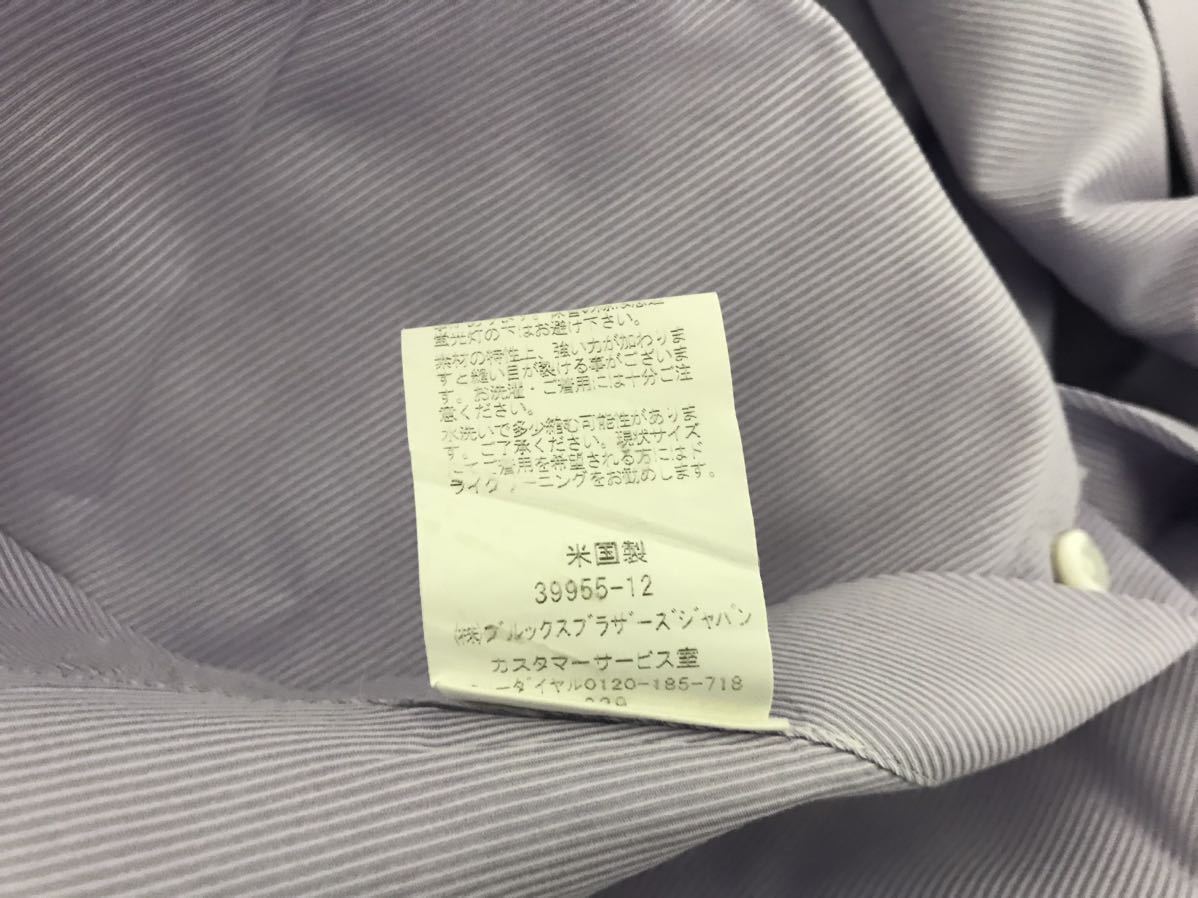 蛍光灯の下はお避け下さい。
素材の特性上、強い力が加わりま
すと縫い目が裂ける事がございま
す。お洗濯・ご着用には十分ご注
意ください。
水洗いで多少縮む可能性がありま
す。ご了承ください。現状サイズ
にてご着用を希望される方にはド
ライクリーニングをお勧めします。
米国製
39955-12
(株)ブルックスブラザーズジャパン
カスタマーサービス室
ーダイヤル0120-185-718